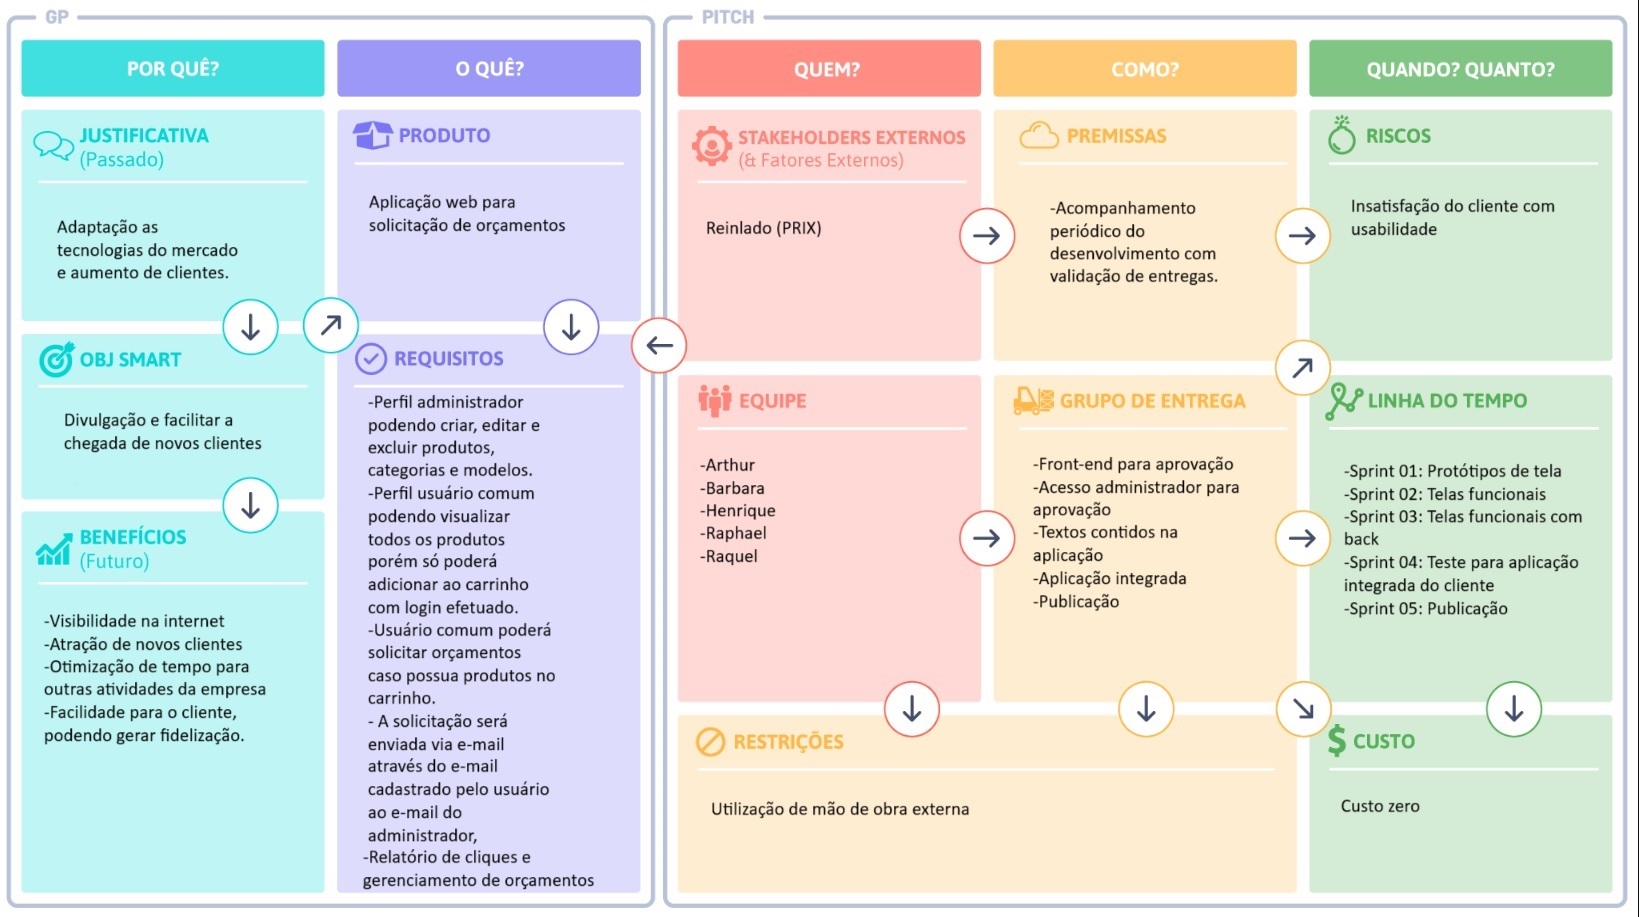 GP
PITCH
POR QUÊ?
JUSTIFICATIVA
(Passado)
Adaptação as
tecnologias do mercado
e aumento de clientes.
OBJ SMART
Divulgação e facilitar a
chegada de novos clientes
BENEFÍCIOS
(Futuro)
-Visibilidade na internet
-Atração de novos clientes
-Otimização de tempo para
outras atividades da empresa
-Facilidade para o cliente,
podendo gerar fidelização.
O QUÊ?
PRODUTO
Aplicação web para
solicitação de orçamentos
REQUISITOS
-Perfil administrador
podendo criar, editar e
excluir produtos,
categorias e modelos.
-Perfil usuário comum
podendo visualizar
todos os produtos
porém só poderá
adicionar ao carrinho
com login efetuado.
-Usuário comum poderá
solicitar orçamentos
caso possua produtos no
carrinho.
- A solicitação será
enviada via e-mail
através do e-mail
cadastrado pelo usuário
ao e-mail do
administrador,
-Relatório de cliques e
gerenciamento de orçamentos
QUEM?
STAKEHOLDERS EXTERNOS
(& Fatores Externos)
Reinlado (PRIX)
EQUIPE
-Arthur
-Barbara
-Henrique
-Raphael
-Raquel
COMO?
PREMISSAS
-Acompanhamento
periódico do
desenvolvimento com
validação de entregas.
GRUPO DE ENTREGA
-Front-end para aprovação
-Acesso administrador para
aprovação
-Textos contidos na
aplicação
-Aplicação integrada
-Publicação
RESTRIÇÕES
Utilização de mão de obra externa
QUANDO? QUANTO?
RISCOS
Insatisfação do cliente com
usabilidade
LINHA DO TEMPO
-Sprint 01: Protótipos de tela
-Sprint 02: Telas funcionais
-Sprint 03: Telas funcionais com
back
-Sprint 04: Teste para aplicação
integrada do cliente
-Sprint 05: Publicação
$ CUSTO
Custo zero